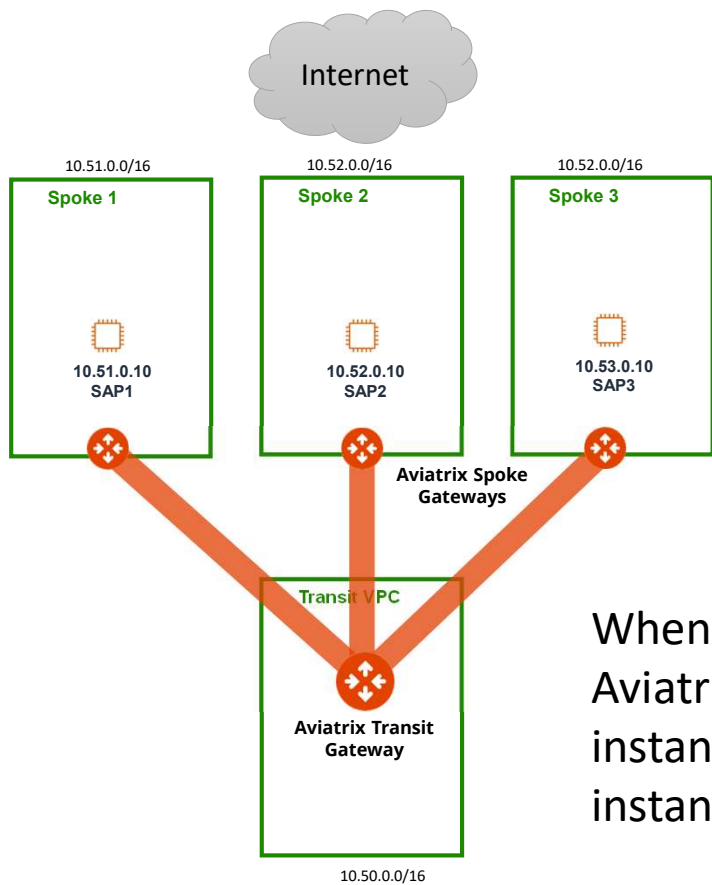 Internet
10.51.0.0/16
10.52.0.0/16
10.52.0.0/16
Spoke 1
Spoke 2
Spoke 3
10.51.0.10
SAP1
10.52.0.10
SAP2
10.53.0.10
SAP3
Aviatrix Spoke
Gateways
Transit VPC
Aviatrix Transit
Gateway
10.50.0.0/16
When
Aviatr
instan
instan